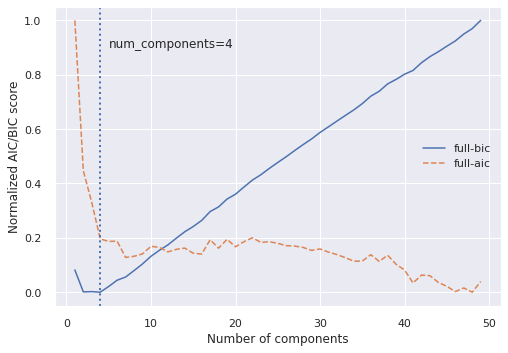 1.0
num_components=4
0.8
0.6
full-bic
full-aic
0.4
0.2
0.0
0
10
20
30
40
50
Number of components
Normalized AIC/BIC score